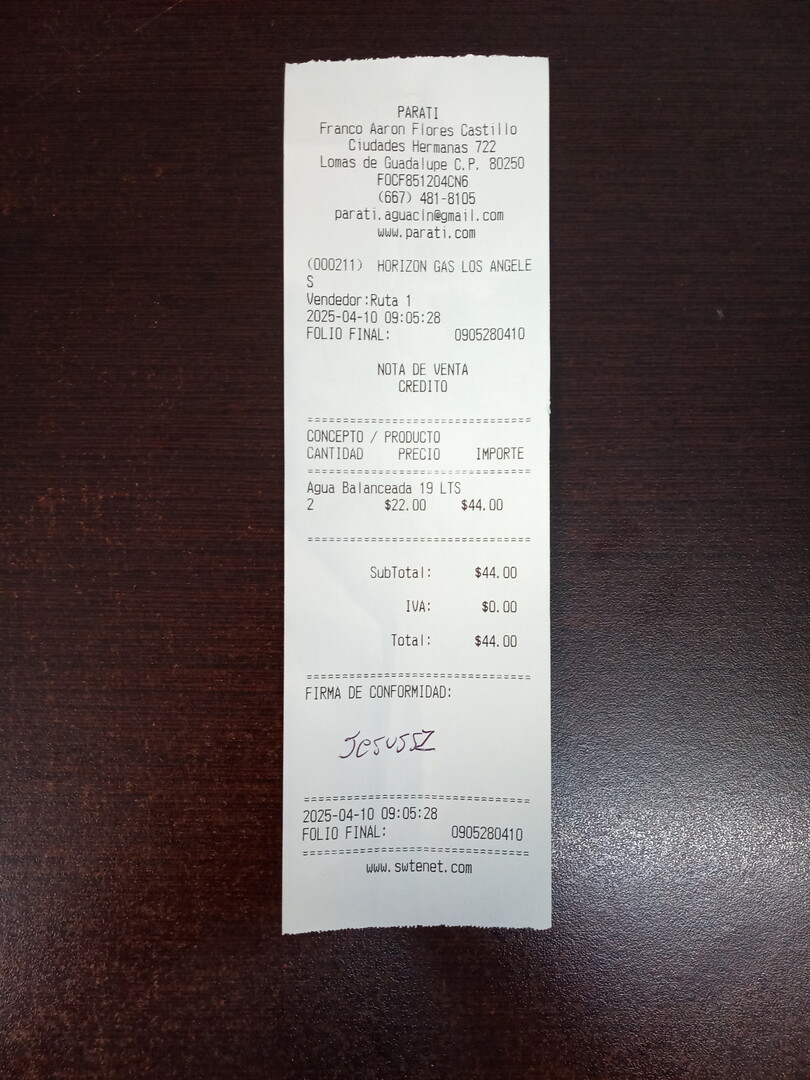 PARATI
Franco Aaron Flores Castillo
Ciudades Hermanas 722
Lomas de Guadalupe C.P. 80250
FOCF851204CN6
(667) 481-8105
parati.aguacln@gmail.com
www.parati.com
(000211) HORIZON GAS LOS ANGELE
S
Vendedor:Ruta 1
2025-04-10 09:05:28
FOLIO FINAL: 0905280410
NOTA DE VENTA
CREDITO
================================
CONCEPTO / PRODUCTO
CANTIDAD PRECIO IMPORTE
================================
Agua Balanceada 19 LTS
2 $22.00 $44.00
================================
SubTotal: $44.00
IVA: $0.00
Total: $44.00
================================
FIRMA DE CONFORMIDAD:
JesusSZ
================================
2025-04-10 09:05:28
FOLIO FINAL: 0905280410
================================
www.swtenet.com